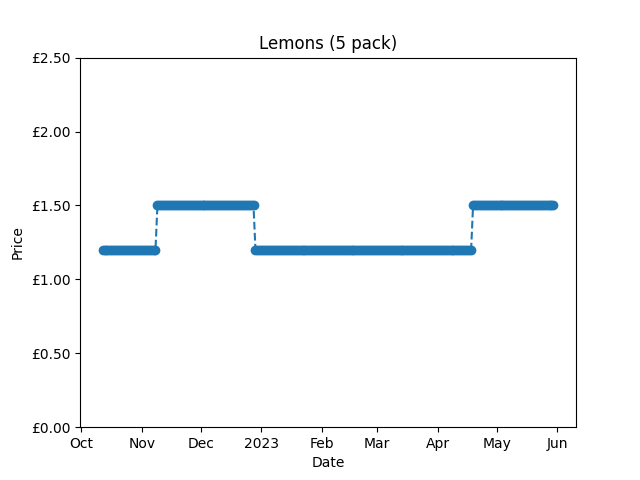 Lemons (5 pack)
£2.50
£2.00
£1.50
£1.00
£0.50
£0.00
Price
Oct Nov Dec 2023 Feb Mar Apr May Jun
Date